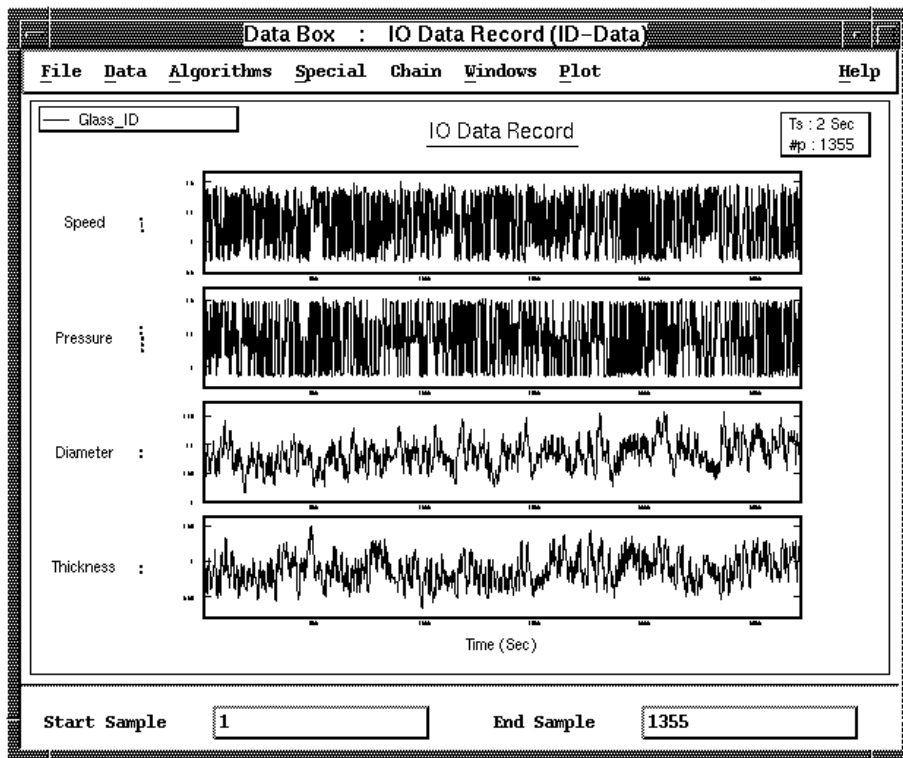 Data Box : IO Data Record (ID-Data)
File Data Algorithms Special Chain Windows Plot Help
Glass_ID
IO Data Record
Ts : 2 Sec
#p : 1355
Speed
Pressure
Diameter
Thickness
Time (Sec)
Start Sample 1 End Sample 1355